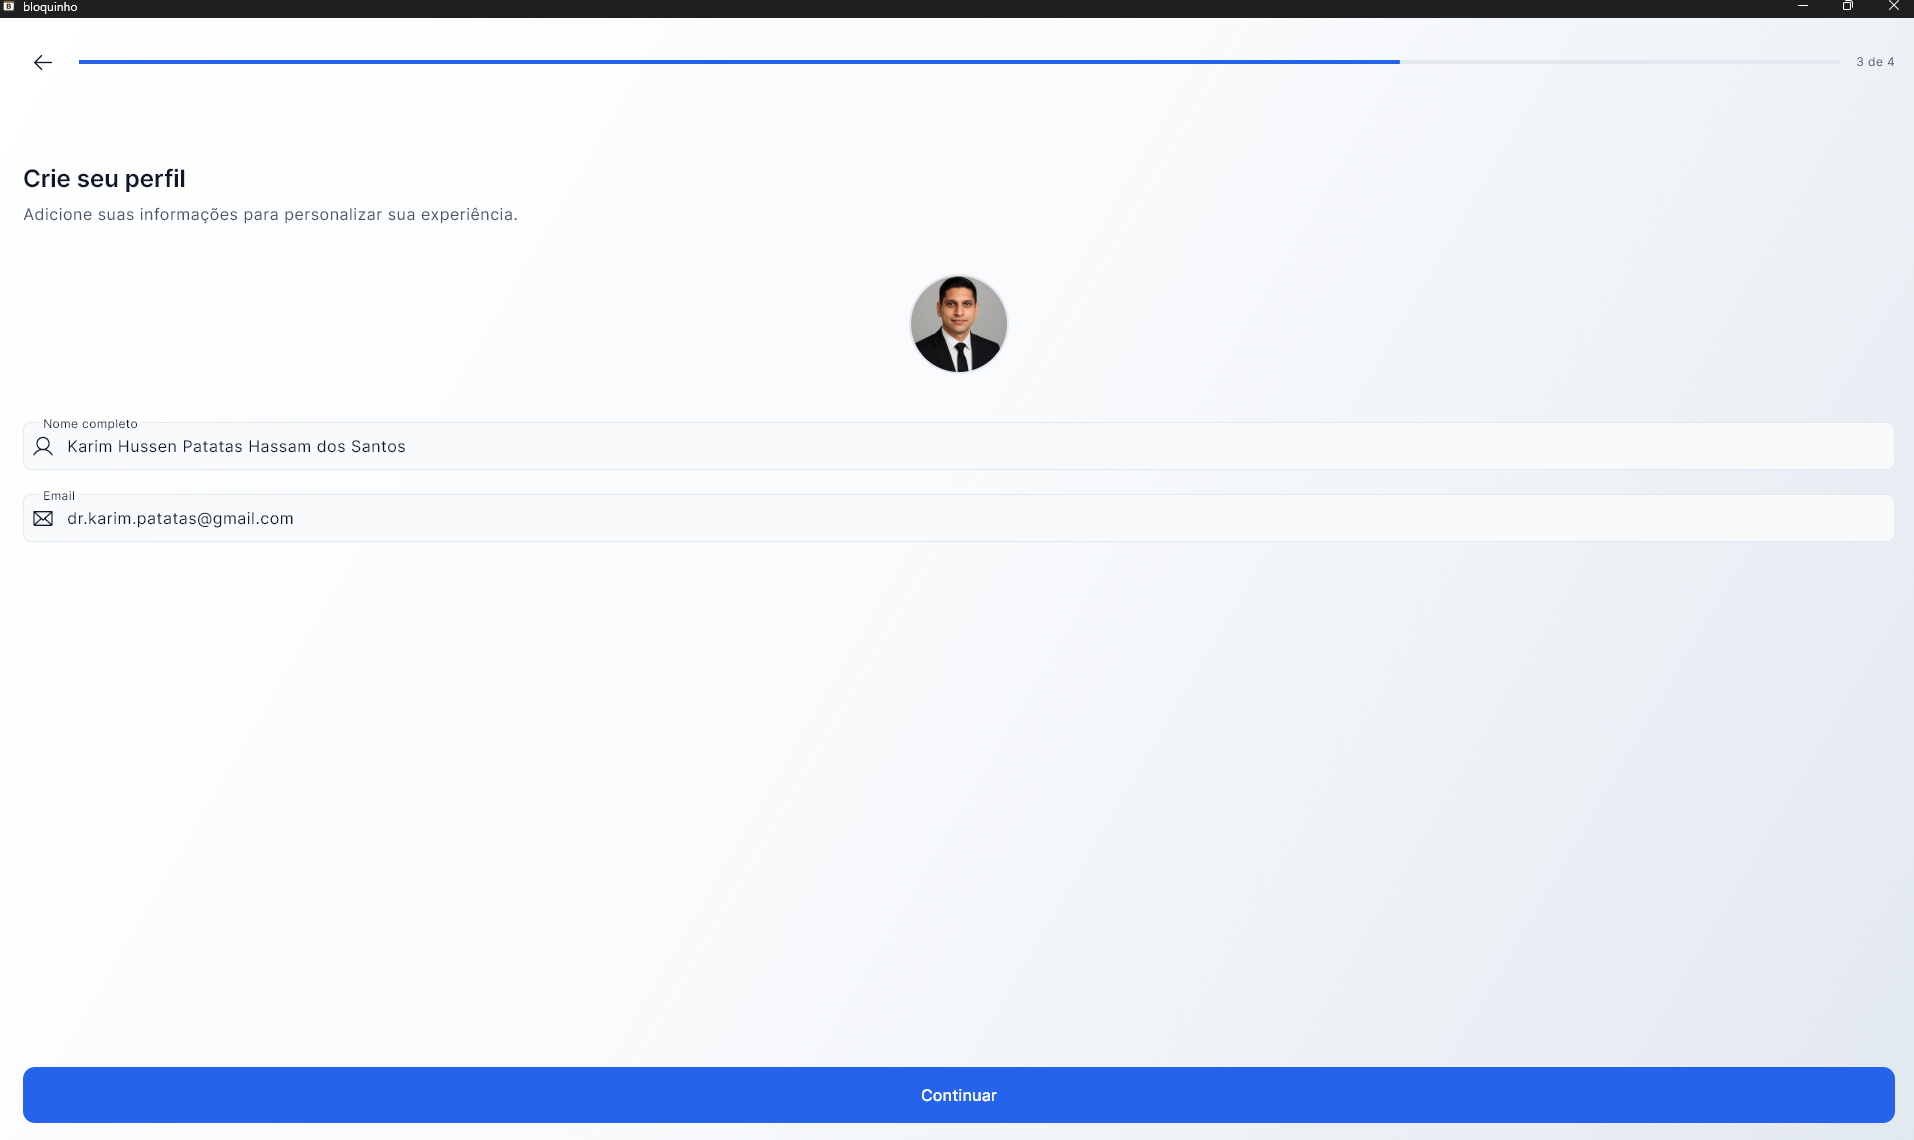 bloquinho
3 de 4
Crie seu perfil
Adicione suas informações para personalizar sua experiência.
Nome completo
Karim Hussen Patatas Hassam dos Santos
Email
dr.karim.patatas@gmail.com
Continuar